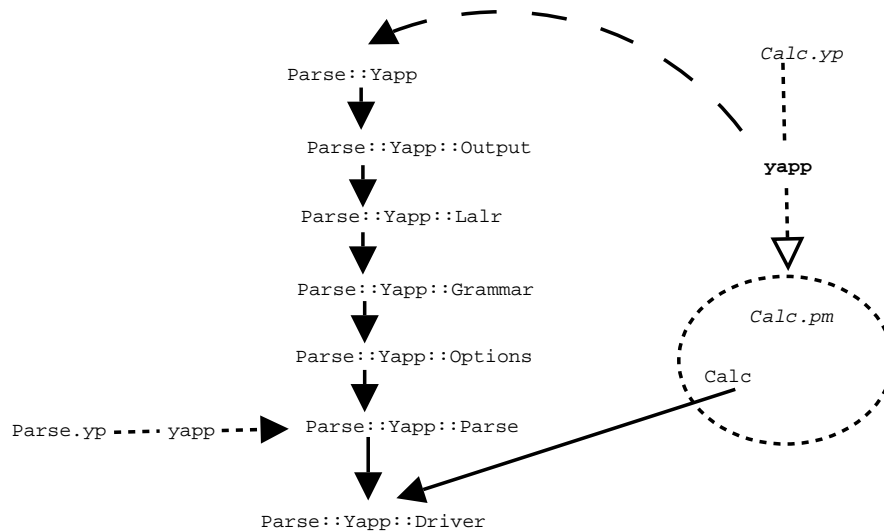 Calc.yp
Parse::Yapp
Parse::Yapp::Output
yapp
Parse::Yapp::Lalr
Parse::Yapp::Grammar
Calc.pm
Parse::Yapp::Options
Calc
Parse.yp yapp Parse::Yapp::Parse
Parse::Yapp::Driver